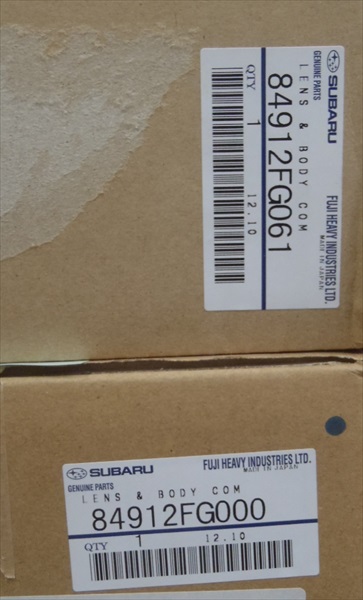 SUBARU
FUJI HEAVY INDUSTRIES LTD.
GENUINE PARTS
MADE IN JAPAN
LENS & BODY COM
84912FG061
QTY 1 12.10
SUBARU
FUJI HEAVY INDUSTRIES LTD.
GENUINE PARTS
MADE IN JAPAN
LENS & BODY COM
84912FG000
QTY 1 12.10